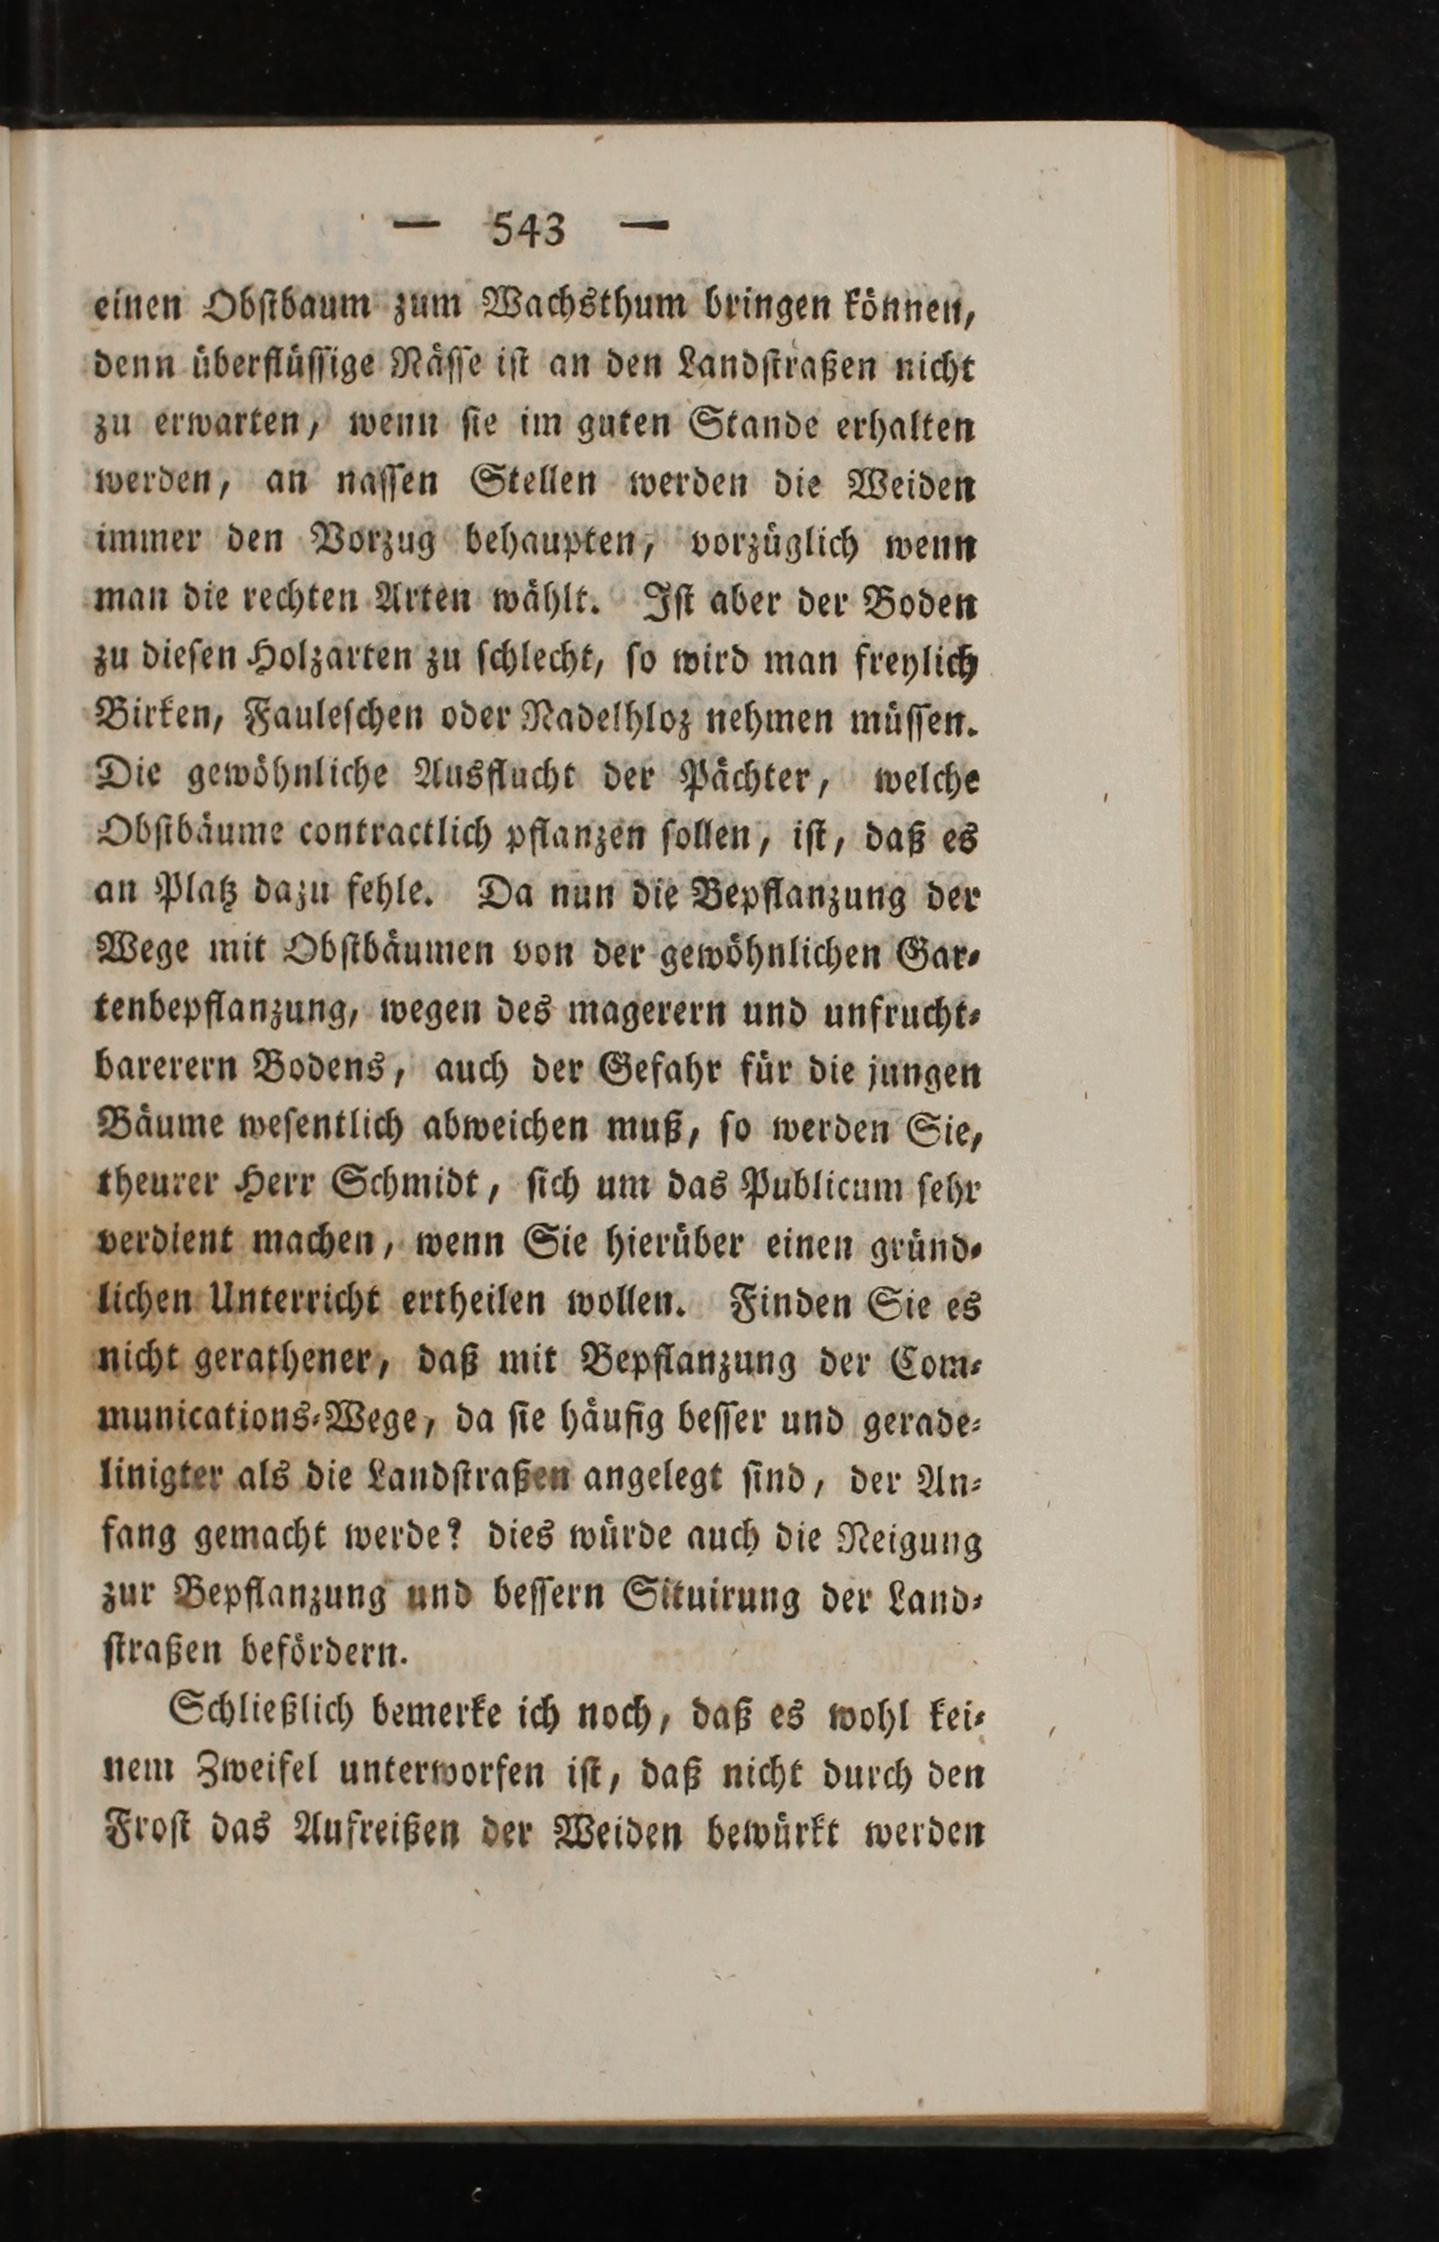 — 543 —
einen Obſtbaum zum Wachsthum bringen können,
denn überflüſſige Näſſe iſt an den Landſtraßen nicht
zu erwarten, wenn ſie im guten Stande erhalten
werden, an naſſen Stellen werden die Weiden
immer den Vorzug behaupten, vorzüglich wenn
man die rechten Arten wählt. Iſt aber der Boden
zu dieſen Holzarten zu ſchlecht, ſo wird man freylich
Birken, Fauleſchen oder Nadelhloz nehmen müſſen.
Die gewöhnliche Ausflucht der Pächter, welche
Obſtbäume contractlich pflanzen ſollen, iſt, daß es
an Platz dazu fehle. Da nun die Bepflanzung der
Wege mit Obſtbäumen von der gewöhnlichen Gar⸗
tenbepflanzung, wegen des magerern und unfrucht⸗
barerern Bodens, auch der Gefahr für die jungen
Bäume weſentlich abweichen muß, ſo werden Sie,
theurer Herr Schmidt, ſich um das Publicum ſehr
verdient machen, wenn Sie hierüber einen gründ⸗
lichen Unterricht ertheilen wollen. Finden Sie es
nicht gerathener, daß mit Bepflanzung der Com⸗
munications⸗Wege, da ſie häufig beſſer und gerade⸗
linigter als die Landſtraßen angelegt ſind, der An⸗
fang gemacht werde? dies würde auch die Neigung
zur Bepflanzung und beſſern Situirung der Land⸗
ſtraßen befördern.
Schließlich bemerke ich noch, daß es wohl kei⸗
nem Zweifel unterworfen iſt, daß nicht durch den
Froſt das Aufreißen der Weiden bewürkt werden